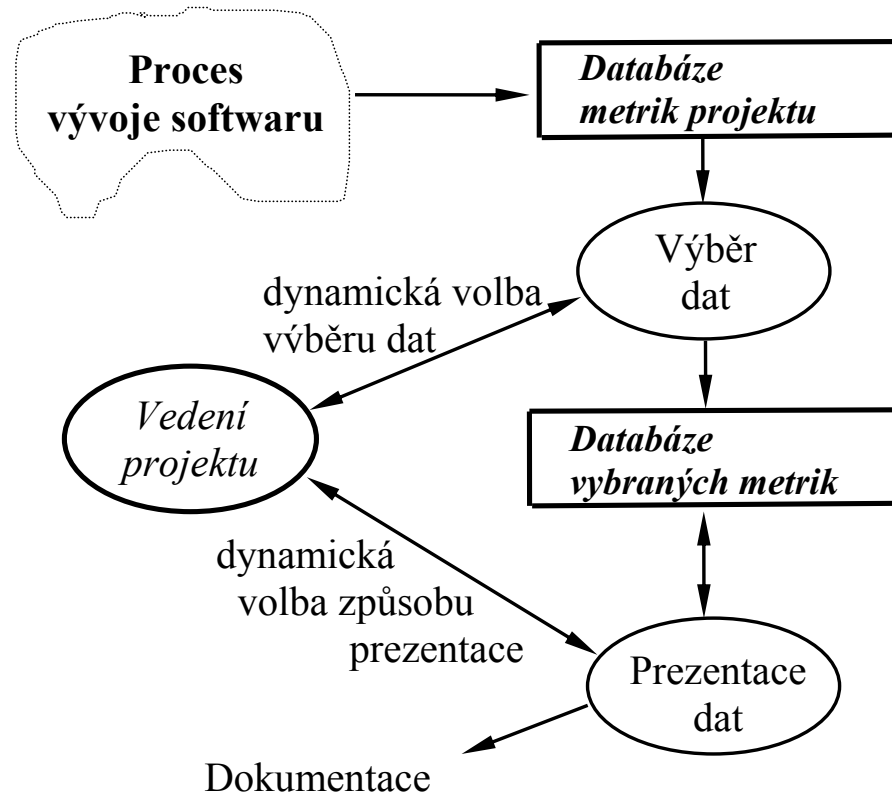 Proces
vývoje softwaru
Databáze
metrik projektu
Výběr
dat
dynamická volba
výběru dat
Vedení
projektu
Databáze
vybraných metrik
dynamická
volba způsobu
prezentace
Prezentace
dat
Dokumentace